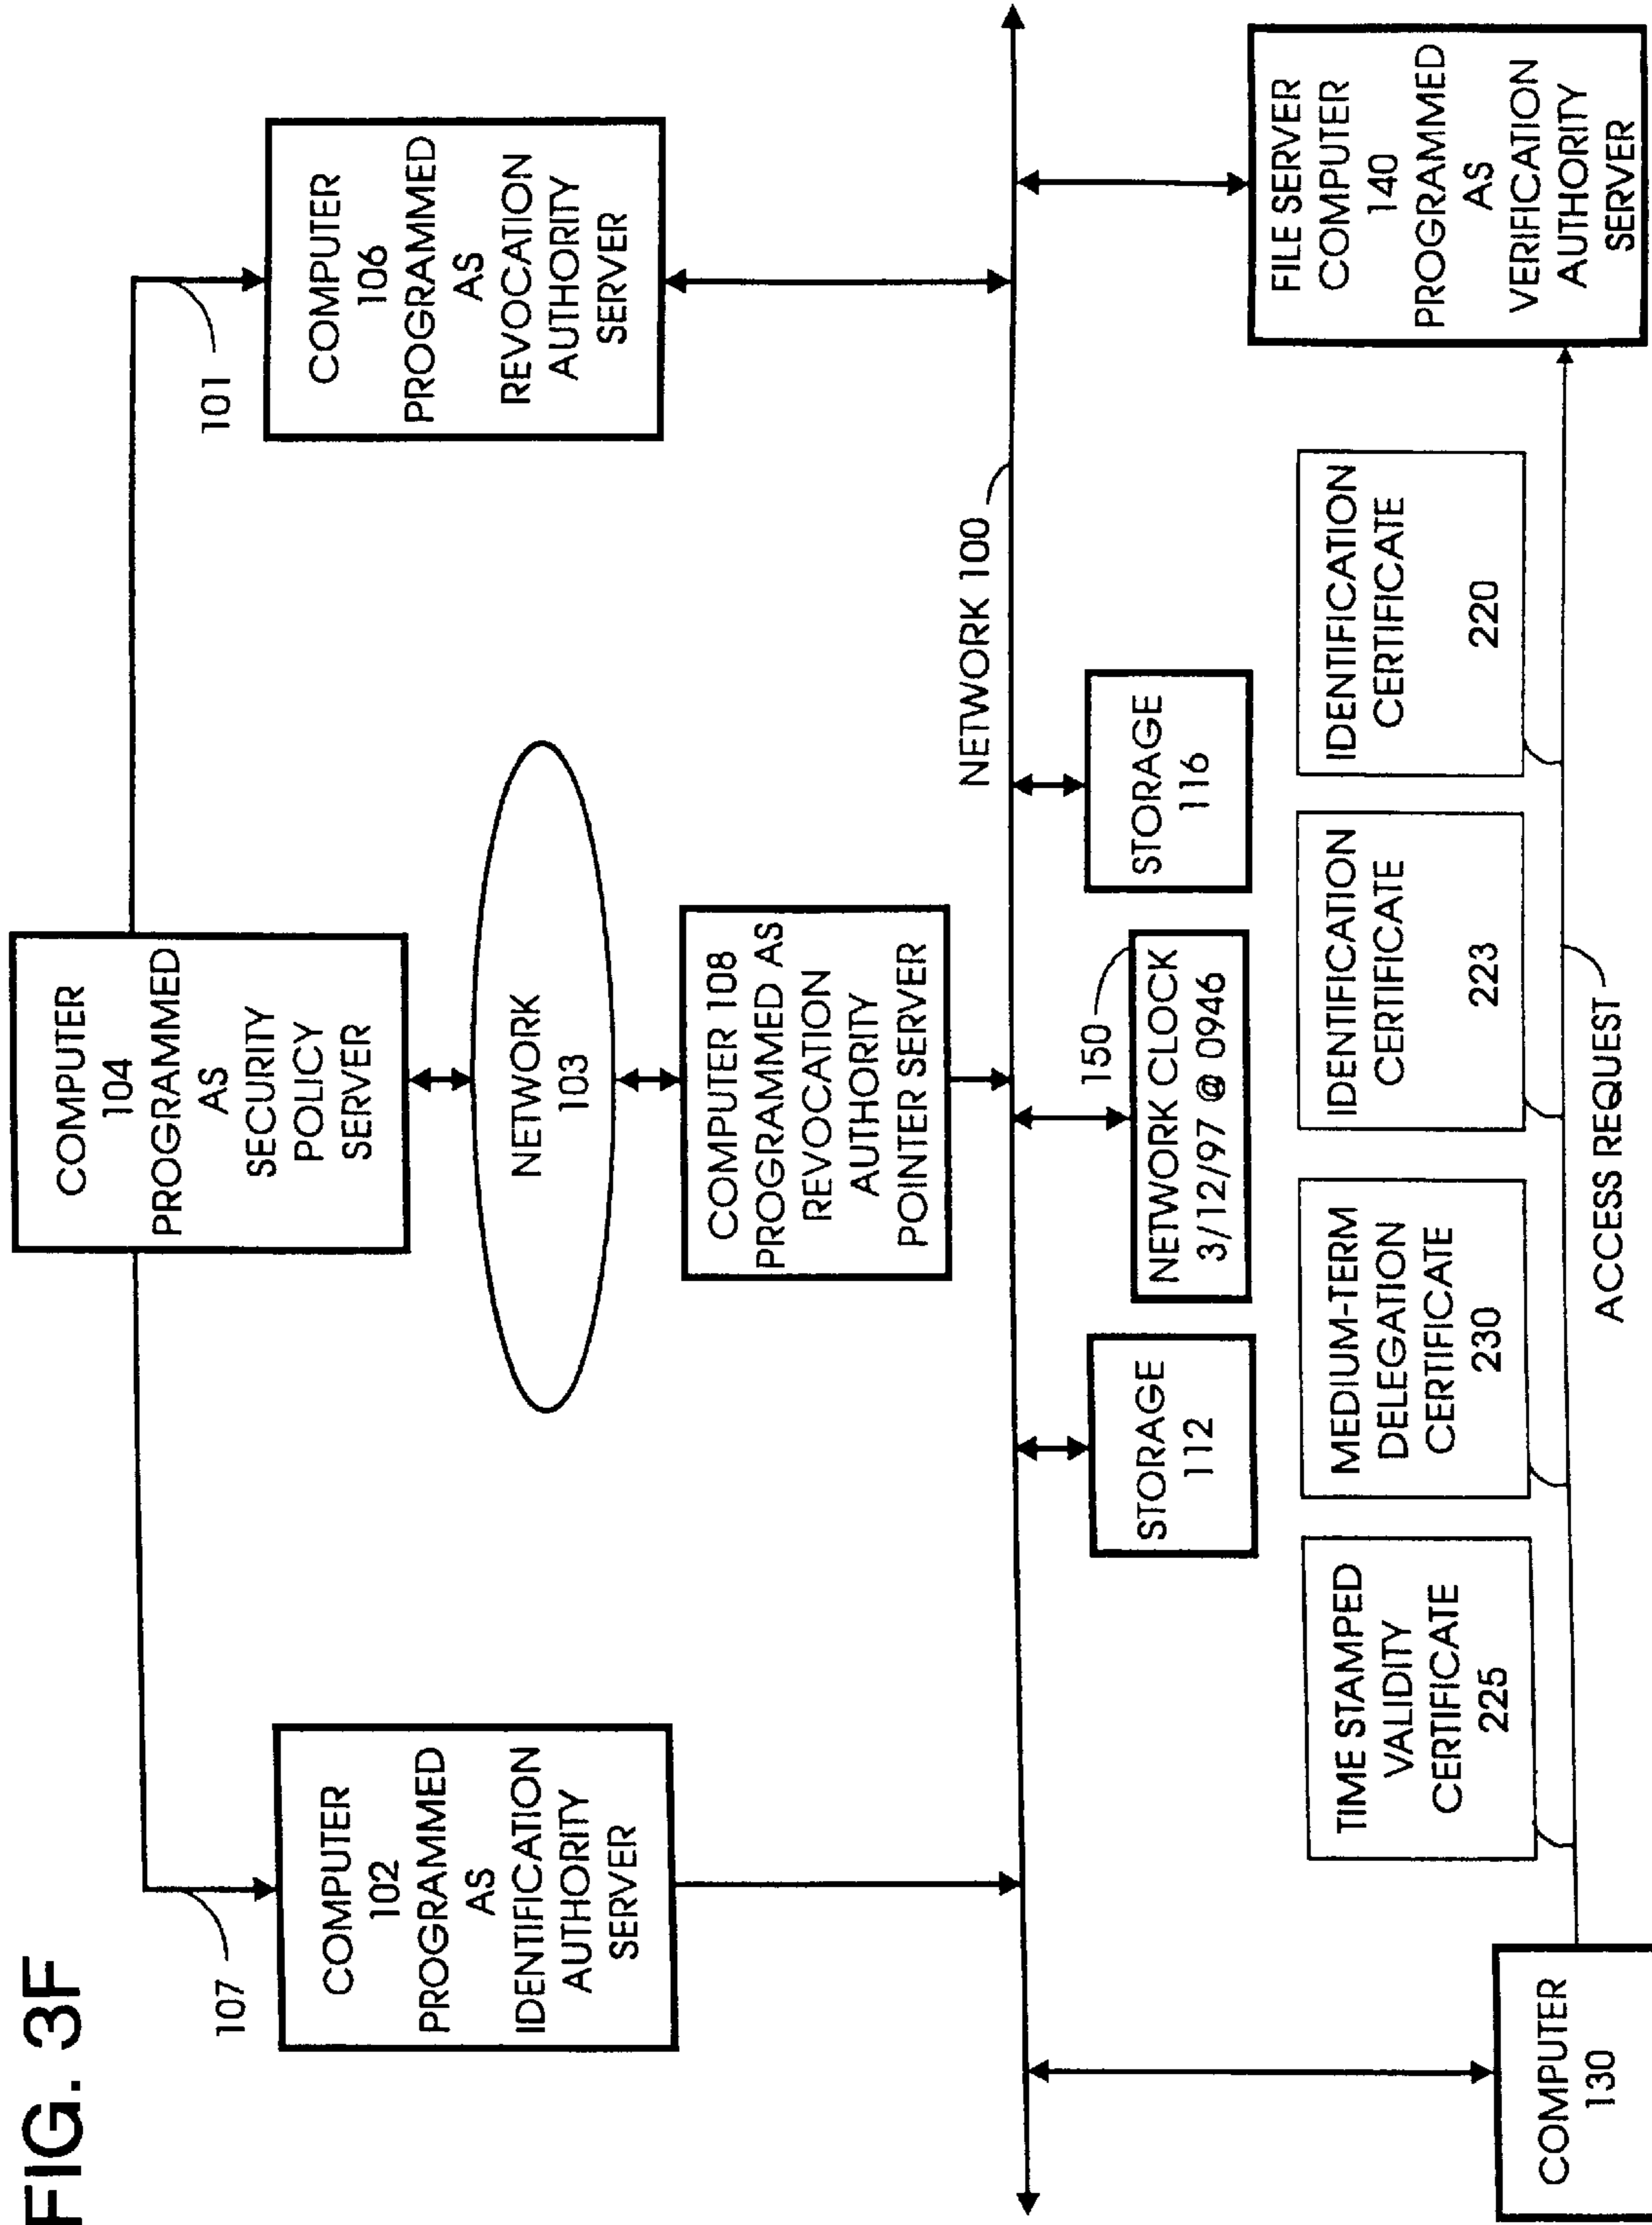 FIG. 3F
COMPUTER
104
PROGRAMMED
AS
SECURITY
POLICY
SERVER
107
101
COMPUTER
102
PROGRAMMED
AS
IDENTIFICATION
AUTHORITY
SERVER
NETWORK
103
COMPUTER
106
PROGRAMMED
AS
REVOCATION
AUTHORITY
SERVER
COMPUTER 108
PROGRAMMED AS
REVOCATION
AUTHORITY
POINTER SERVER
NETWORK 100
STORAGE
112
150
NETWORK CLOCK
3/12/97 @ 0946
STORAGE
116
COMPUTER
130
TIME STAMPED
VALIDITY
CERTIFICATE
225
MEDIUM-TERM
DELEGATION
CERTIFICATE
230
IDENTIFICATION
CERTIFICATE
223
IDENTIFICATION
CERTIFICATE
220
FILE SERVER
COMPUTER
140
PROGRAMMED
AS
VERIFICATION
AUTHORITY
SERVER
ACCESS REQUEST